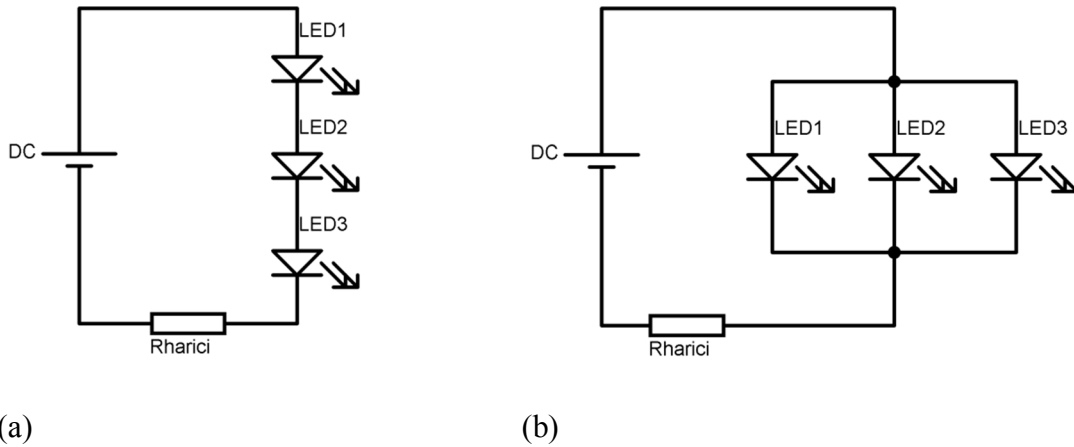 LED1
LED2
DC
LED3
Rharici
(a)
LED1
LED2
LED3
DC
Rharici
(b)